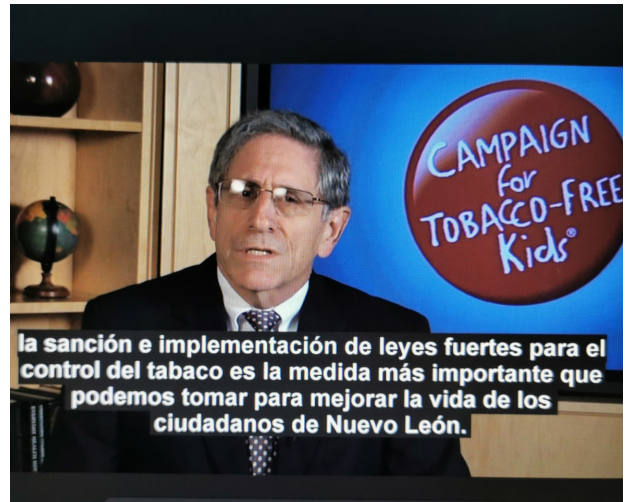 CAMPAIGN
for
TOBACCO-FREE
Kids®
la sanción e implementación de leyes fuertes para el
control del tabaco es la medida más importante que
podemos tomar para mejorar la vida de los
ciudadanos de Nuevo León.